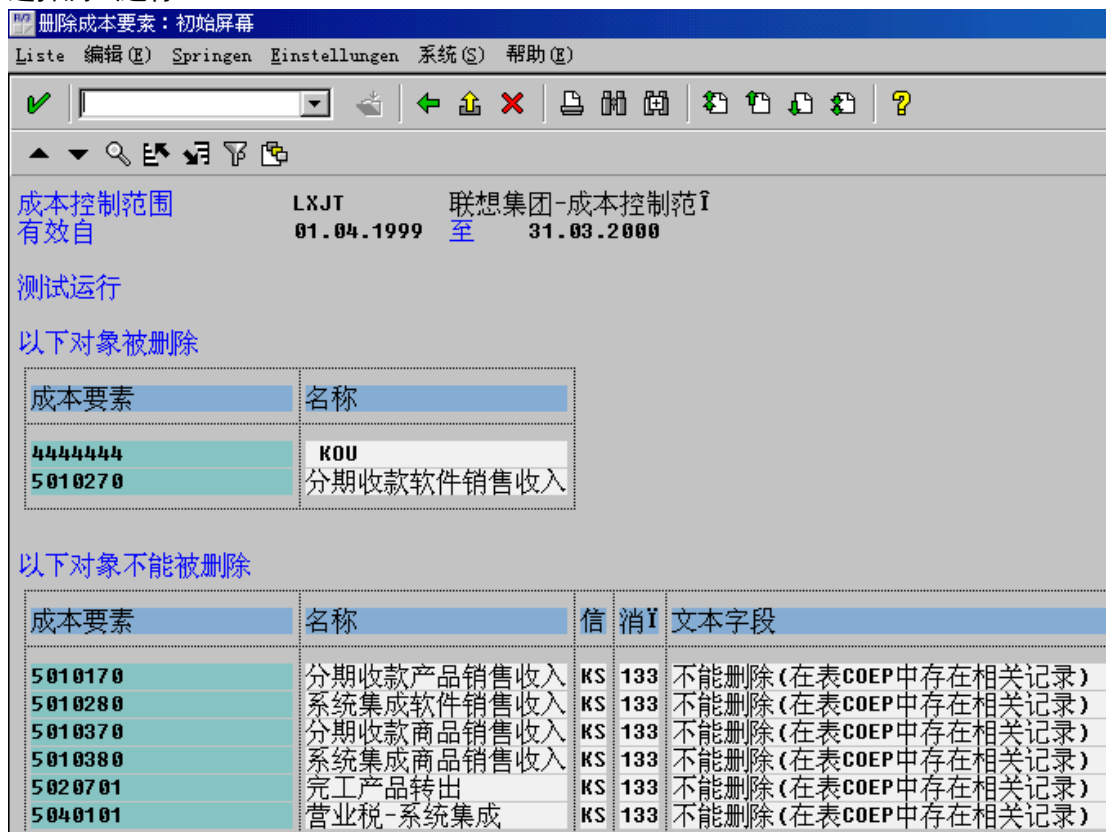 删除成本要素：初始屏幕
Liste 编辑(E) Springen Einstellungen 系统(S) 帮助(E)
成本控制范围 LXJT 联想集团-成本控制范Î
有效自 01.04.1999 至 31.03.2000
测试运行
以下对象被删除
成本要素 名称
4444444 KOU
5010270 分期收款软件销售收入
以下对象不能被删除
成本要素 名称 信 消Ï 文本字段
5010170 分期收款产品销售收入 KS 133 不能删除(在表COEP中存在相关记录)
5010280 系统集成软件销售收入 KS 133 不能删除(在表COEP中存在相关记录)
5010370 分期收款商品销售收入 KS 133 不能删除(在表COEP中存在相关记录)
5010380 系统集成商品销售收入 KS 133 不能删除(在表COEP中存在相关记录)
5020701 完工产品转出 KS 133 不能删除(在表COEP中存在相关记录)
5040101 营业税-系统集成 KS 133 不能删除(在表COEP中存在相关记录)